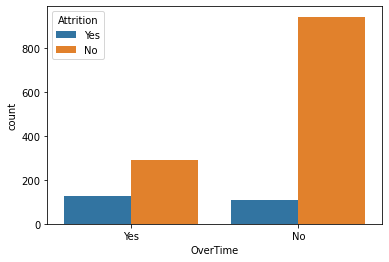 Attrition
Yes
No
800
600
400
200
0
count
Yes No
OverTime